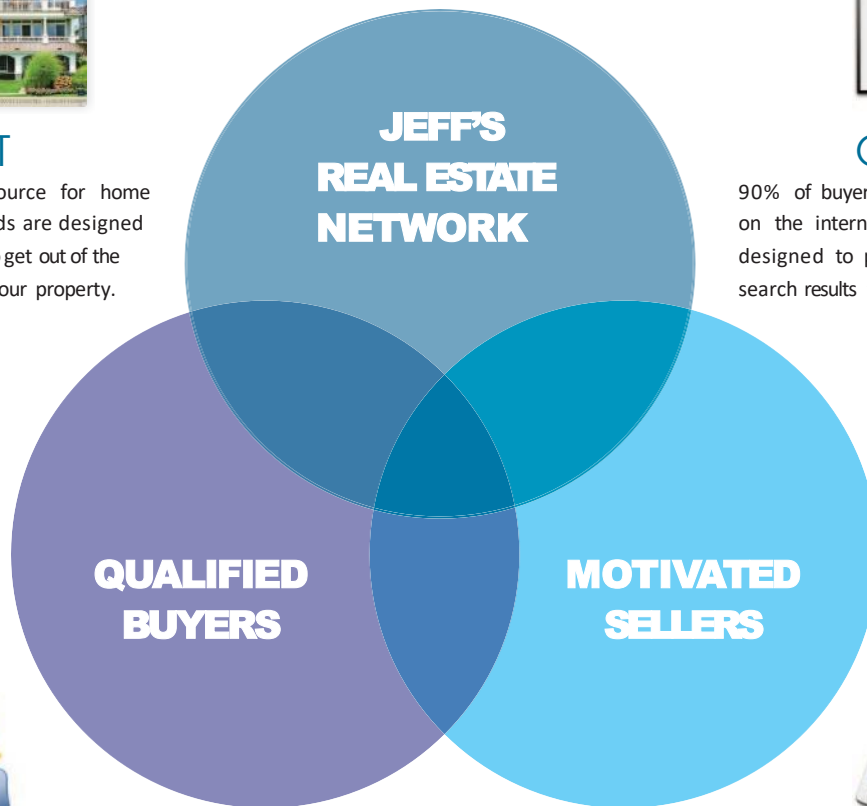 JEFF'S
REAL ESTATE
NETWORK
T
ource for home
ds are designed
get out of the
our property.
90% of buyer
on the intern
designed to p
search results
QUALIFIED
BUYERS
MOTIVATED
SELLERS